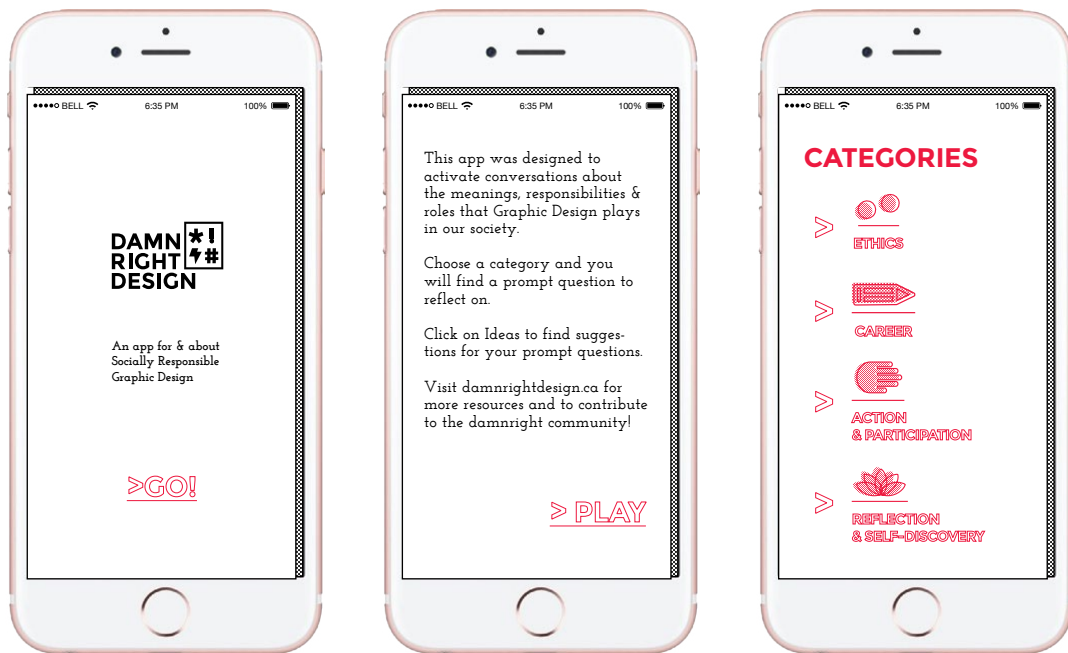 BELL 6:35 PM 100%
DAMN *!
RIGHT #
DESIGN
An app for & about
Socially Responsible
Graphic Design
>GO!
BELL 6:35 PM 100%
This app was designed to
activate conversations about
the meanings, responsibilities &
roles that Graphic Design plays
in our society.
Choose a category and you
will find a prompt question to
reflect on.
Click on Ideas to find sugges-
tions for your prompt questions.
Visit damnrightdesign.ca for
more resources and to contribute
to the damnright community!
> PLAY
BELL 6:35 PM 100%
CATEGORIES
>
ETHICS
>
CAREER
>
ACTION
& PARTICIPATION
>
REFLECTION
& SELF-DISCOVERY